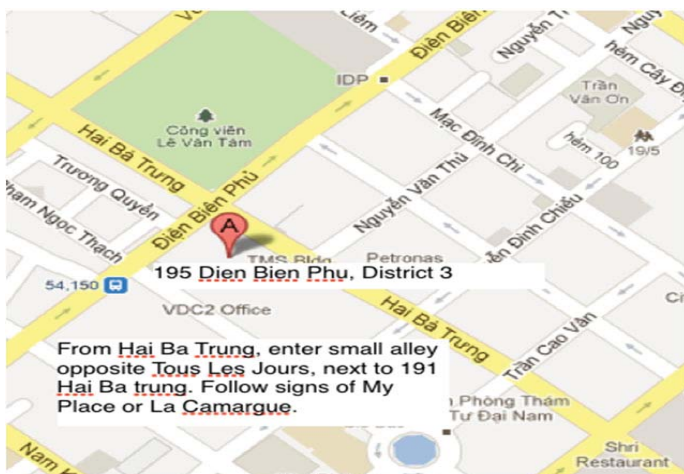 Liêm
Điện Biên
Nguyễn
hẻm Cây
IDP
Trần
Văn Ơn
Công viên
Lê Văn Tám
Mạc Đĩnh Chi
hẻm 100
19/5
Hai Bà Trưng
Trương Quyền
Điện Biên Phủ
Nguyễn Văn Thủ
Đình Chiểu
Ngọc Thạch
A
TMS Bldg
Petronas
195 Dien Bien Phu, District 3
54,150
VDC2 Office
Hai Bà Trưng
From Hai Ba Trung, enter small alley
opposite Tous Les Jours, next to 191
Hai Ba trung. Follow signs of My
Place or La Camargue.
Trần Cao Vân
Phòng Thám
Tư Đại Nam
Shri
Restaurant
Nam